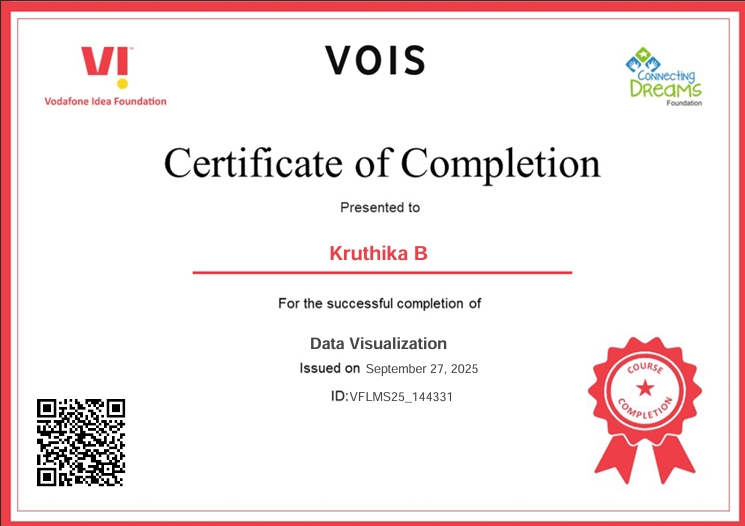 VI™
Vodafone Idea Foundation
VOIS
Connecting
Dreams
Foundation
Certificate of Completion
Presented to
Kruthika B
For the successful completion of
Data Visualization
Issued on September 27, 2025
ID:VFLMS25_144331
COURSE
COMPLETION